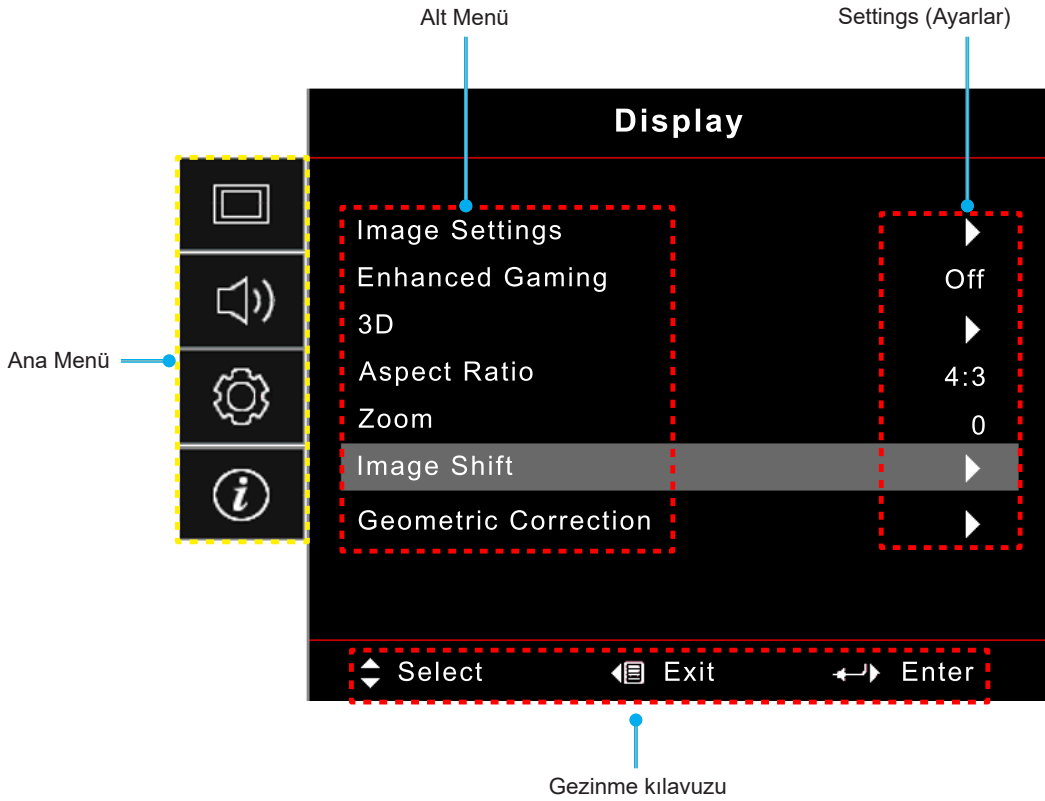 Alt Menü
Settings (Ayarlar)
Display
Image Settings
Enhanced Gaming Off
3D
Aspect Ratio 4:3
Zoom 0
Image Shift
Geometric Correction
Ana Menü
Select Exit Enter
Gezinme kılavuzu